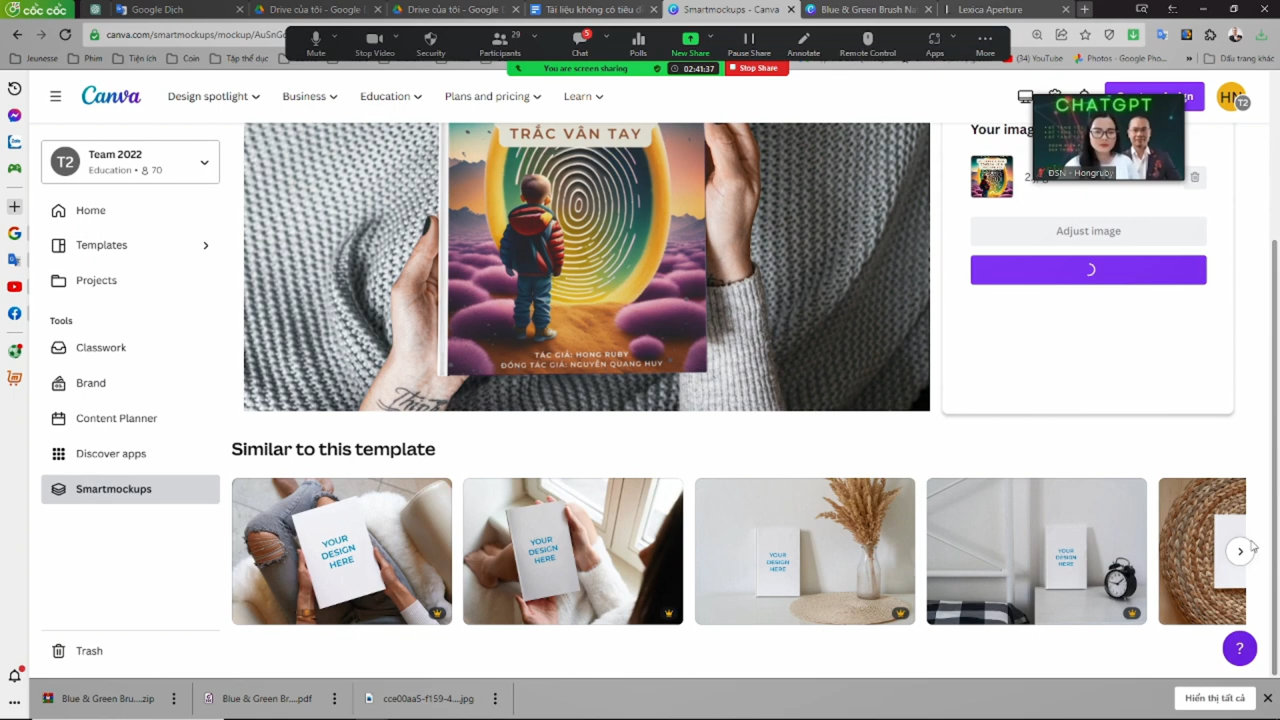 cốc cốc
Google Dịch
Drive của tôi – Google
Drive của tôi – Google
Tài liệu không có tiêu đ
Smartmockups - Canva
Blue & Green Brush Na
Lexica Aperture
canva.com/smartmockups/mockup/AuSnG
Jeunesse
Phim
Tiện ích
Coin
Tập thể dục
(34) YouTube
Photos - Google Pho...
Dấu trang khác
Mute
Stop Video
Security
Participants
29
Chat
5
Polls
New Share
Pause Share
Annotate
Remote Control
Apps
More
You are screen sharing
02:41:37
Stop Share
Canva
Design spotlight
Business
Education
Plans and pricing
Learn
HN
T2
T2
Team 2022
Education • 70
Home
Templates
Projects
Tools
Classwork
Brand
Content Planner
Discover apps
Smartmockups
Trash
TRẮC VÂN TAY
TÁC GIẢ: HONG RUBY
ĐỒNG TÁC GIẢ: NGUYỄN QUANG HUY
Your imag
CHATGPT
ĐSN - Hongruby
Adjust image
Similar to this template
YOUR
DESIGN
HERE
YOUR
DESIGN
HERE
YOUR
DESIGN
HERE
YOUR
DESIGN
HERE
?
Blue & Green Bru....zip
Blue & Green Br....pdf
cce00aa5-f159-4....jpg
Hiển thị tất cả